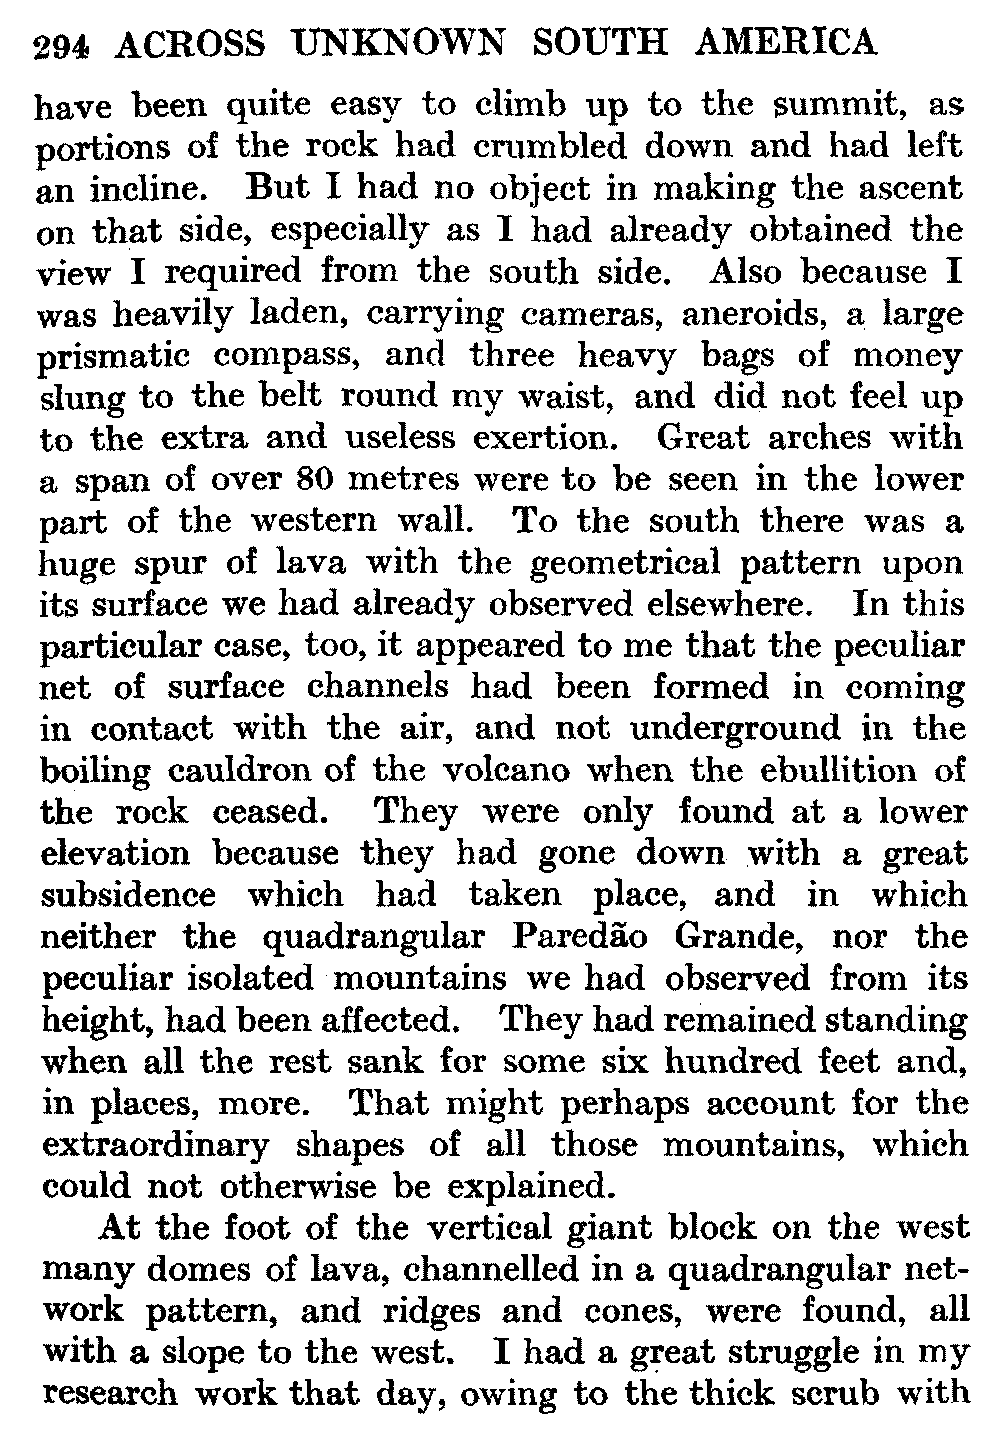 294 ACROSS UNKNOWN SOUTH AMERICA
have been quite easy to climb up to the summit, as
portions of the rock had crumbled down and had left
an incline. But I had no object in making the ascent
on that side, especially as I had already obtained the
view I required from the south side. Also because I
was heavily laden, carrying cameras, aneroids, a large
prismatic compass, and three heavy bags of money
slung to the belt round my waist, and did not feel up
to the extra and useless exertion. Great arches with
a span of over 80 metres were to be seen in the lower
part of the western wall. To the south there was a
huge spur of lava with the geometrical pattern upon
its surface we had already observed elsewhere. In this
particular case, too, it appeared to me that the peculiar
net of surface channels had been formed in coming
in contact with the air, and not underground in the
boiling cauldron of the volcano when the ebullition of
the rock ceased. They were only found at a lower
elevation because they had gone down with a great
subsidence which had taken place, and in which
neither the quadrangular Paredão Grande, nor the
peculiar isolated mountains we had observed from its
height, had been affected. They had remained standing
when all the rest sank for some six hundred feet and,
in places, more. That might perhaps account for the
extraordinary shapes of all those mountains, which
could not otherwise be explained.
At the foot of the vertical giant block on the west
many domes of lava, channelled in a quadrangular net-
work pattern, and ridges and cones, were found, all
with a slope to the west. I had a great struggle in my
research work that day, owing to the thick scrub with